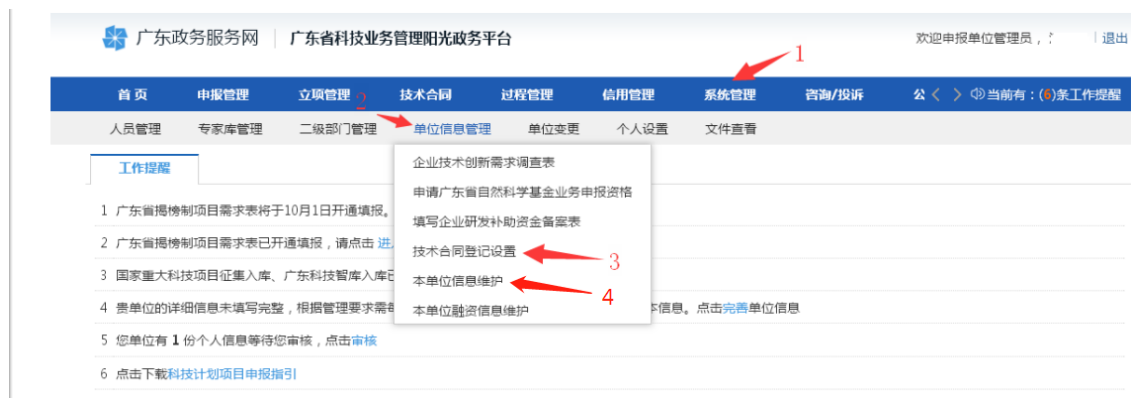 广东政务服务网 广东省科技业务管理阳光政务平台 欢迎申报单位管理员， 退出
1
首 页 申报管理 立项管理 2 技术合同 过程管理 信用管理 系统管理 咨询/投诉 公 当前有：(6)条工作提醒
人员管理 专家库管理 二级部门管理 单位信息管理 单位变更 个人设置 文件查看
工作提醒
企业技术创新需求调查表
申请广东省自然科学基金业务申报资格
填写企业研发补助资金备案表
技术合同登记设置
3
本单位信息维护
4
本单位融资信息维护
1 广东省揭榜制项目需求表将于10月1日开通填报。
2 广东省揭榜制项目需求表已开通填报，请点击 进
3 国家重大科技项目征集入库、广东科技智库入库已
4 贵单位的详细信息未填写完整，根据管理要求需每 本信息。点击完善单位信息
5 您单位有 1 份个人信息等待您审核，点击审核
6 点击下载科技计划项目申报指引